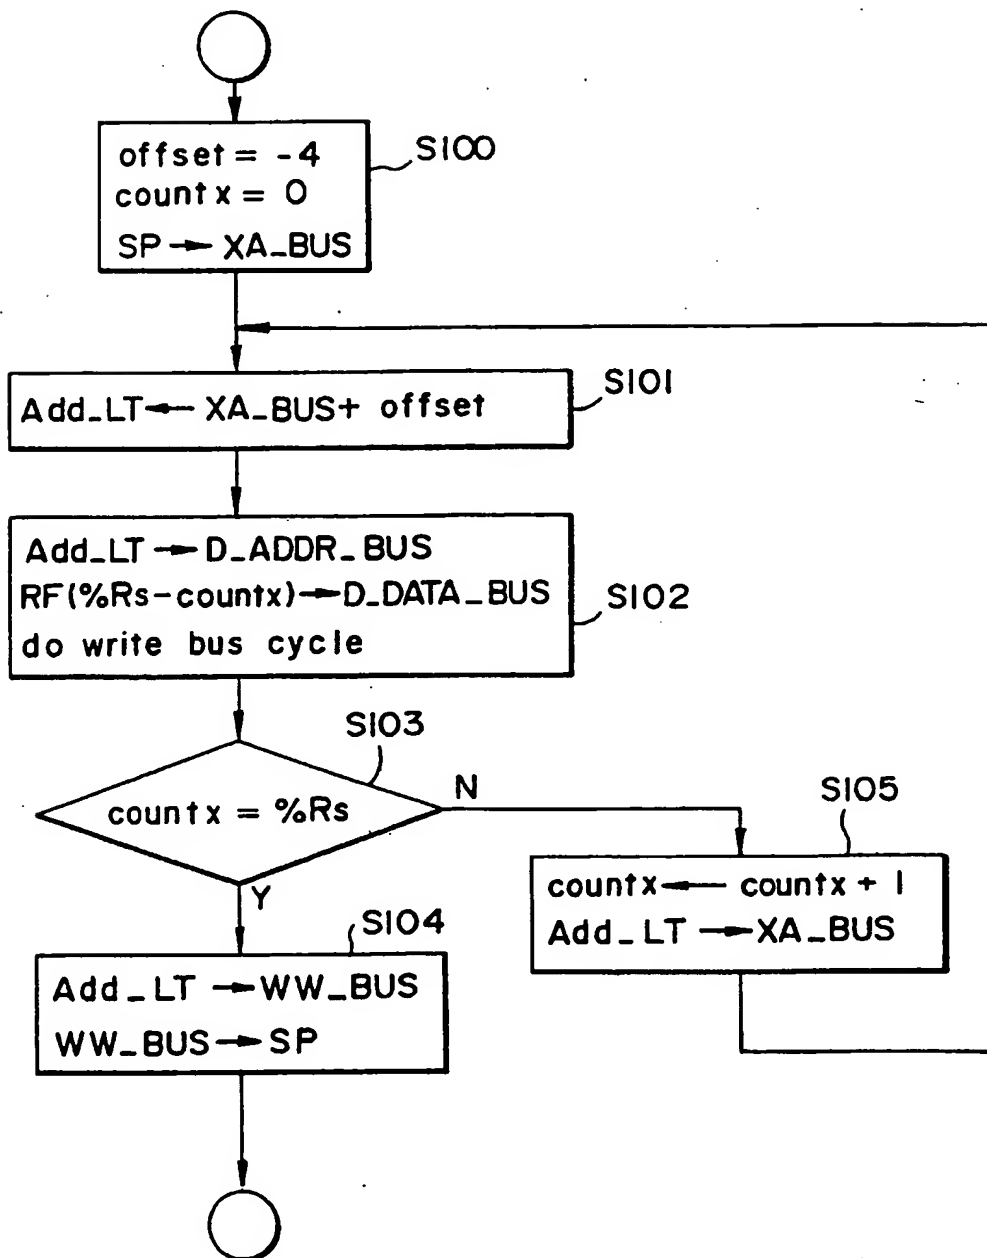 offset = -4
countx = 0
SP → XA_BUS
S100
Add_LT ← XA_BUS + offset
S101
Add_LT → D_ADDR_BUS
RF(%Rs-countx) → D_DATA_BUS
do write bus cycle
S102
S103
countx = %Rs
N
Y
S105
countx ← countx + 1
Add_LT → XA_BUS
S104
Add_LT → WW_BUS
WW_BUS → SP